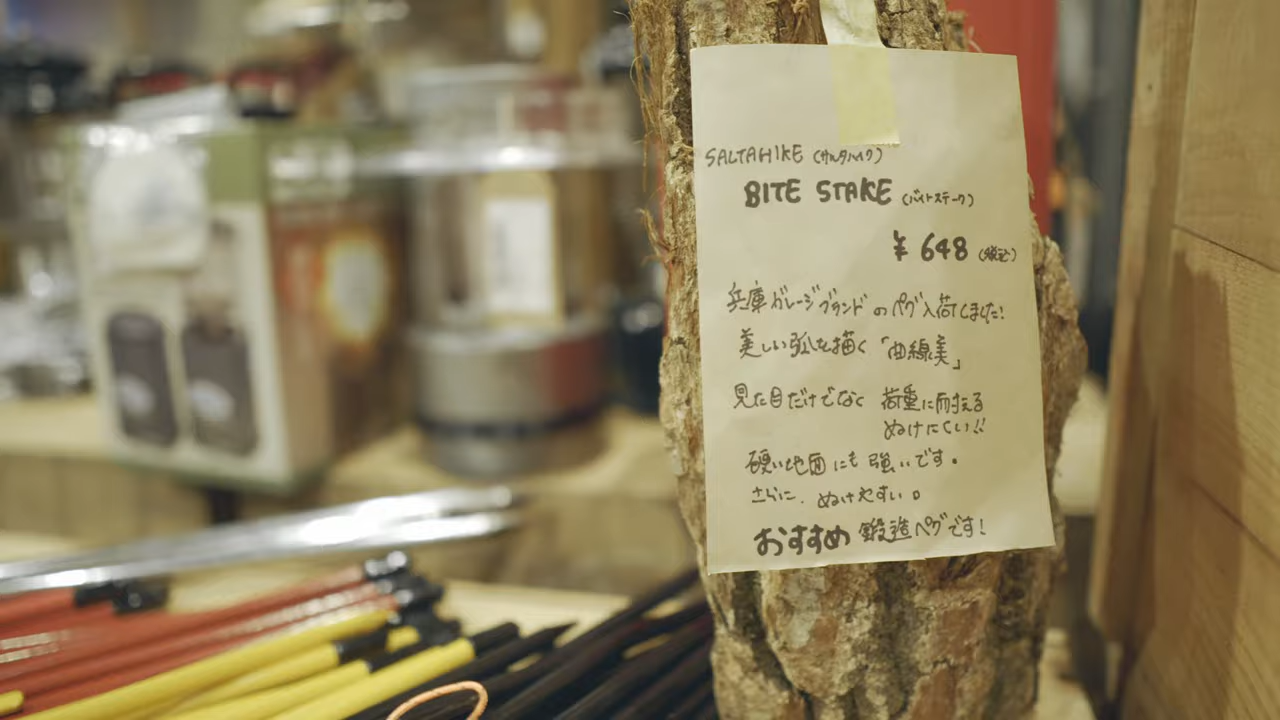 SALTAHIKE (サルタハイク)
BITE STAKE (バイトステーク)
¥ 648 (税込)
兵庫ガレージブランドのペグ入荷しました!
美しい弧を描く「曲線美」
見た目だけでなく 荷重に耐える
ぬけにくい!!
硬い地面にも強いです。
さらに、ぬけやすい。
おすすめ鍛造ペグです!